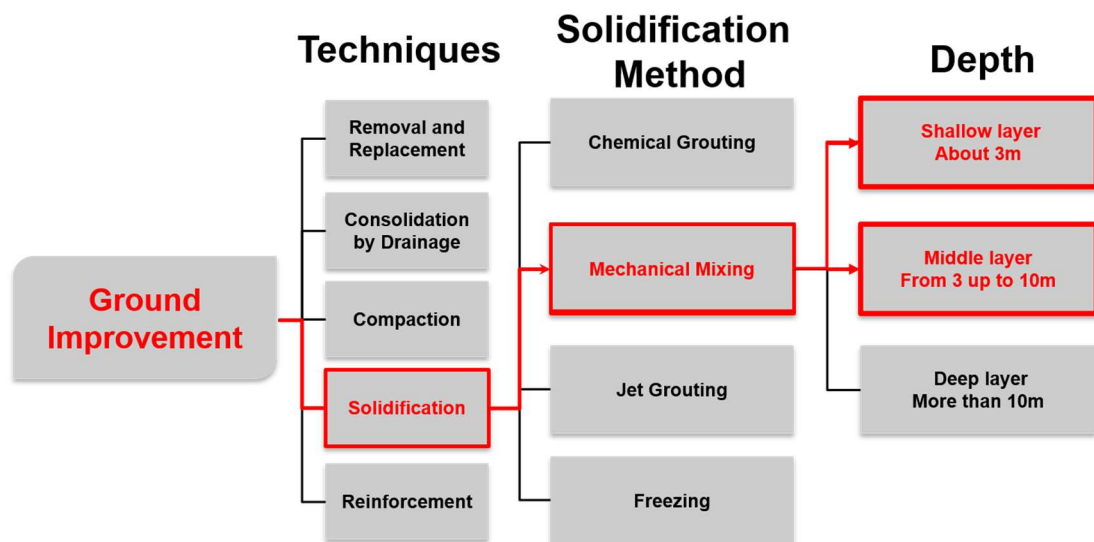 Techniques
Solidification
Method
Depth
Ground
Improvement
Removal and
Replacement
Consolidation
by Drainage
Compaction
Solidification
Reinforcement
Chemical Grouting
Mechanical Mixing
Jet Grouting
Freezing
Shallow layer
About 3m
Middle layer
From 3 up to 10m
Deep layer
More than 10m